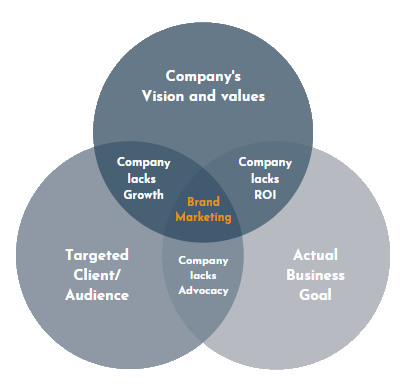 Company's
Vision and values
Company
lacks
Growth
Company
lacks
ROI
Brand
Marketing
Targeted
Client/
Audience
Company
lacks
Advocacy
Actual
Business
Goal